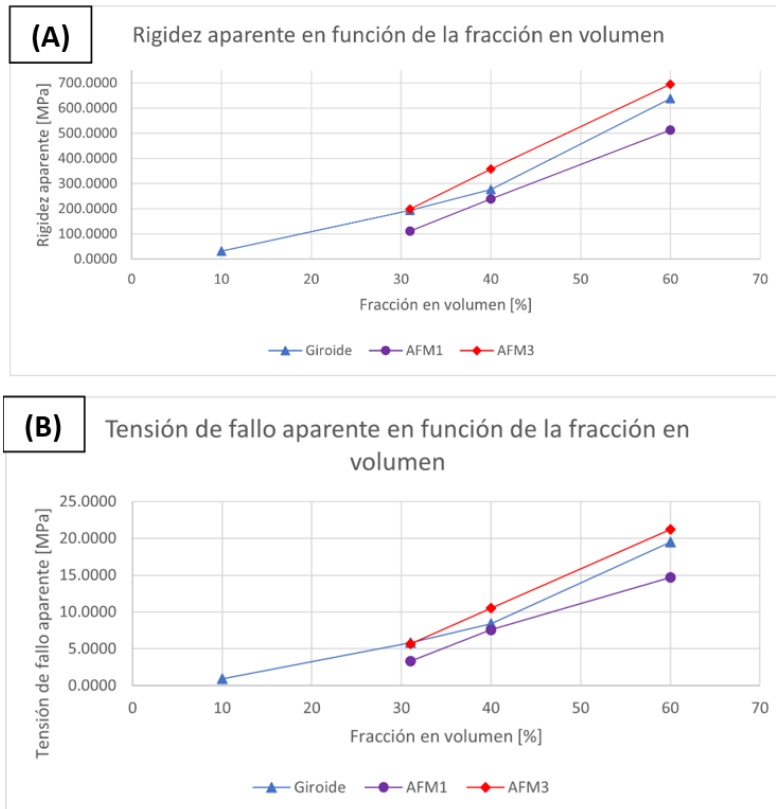 (A)
Rigidez aparente en función de la fracción en volumen
Rigidez aparente [MPa]
700.0000
600.0000
500.0000
400.0000
300.0000
200.0000
100.0000
0.0000
0 10 20 30 40 50 60 70
Fracción en volumen [%]
Giroide AFM1 AFM3
(B)
Tensión de fallo aparente en función de la fracción en
volumen
Tensión de fallo aparente [MPa]
25.0000
20.0000
15.0000
10.0000
5.0000
0.0000
0 10 20 30 40 50 60 70
Fracción en volumen [%]
Giroide AFM1 AFM3